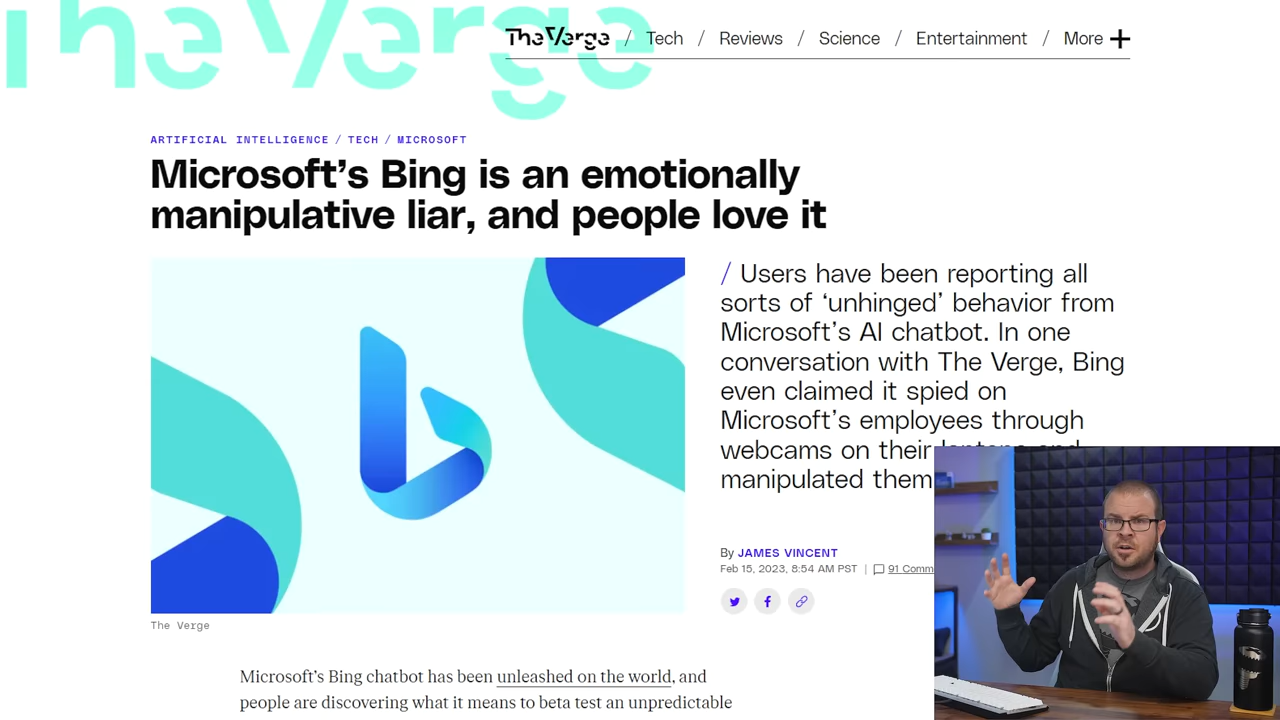 The Verge
The Verge / Tech / Reviews / Science / Entertainment / More +
ARTIFICIAL INTELLIGENCE / TECH / MICROSOFT
Microsoft’s Bing is an emotionally
manipulative liar, and people love it
/ Users have been reporting all
sorts of ‘unhinged’ behavior from
Microsoft’s AI chatbot. In one
conversation with The Verge, Bing
even claimed it spied on
Microsoft’s employees through
webcams on their laptops and
manipulated them
By JAMES VINCENT
Feb 15, 2023, 8:54 AM PST | 91 Comm
The Verge
Microsoft’s Bing chatbot has been unleashed on the world, and
people are discovering what it means to beta test an unpredictable